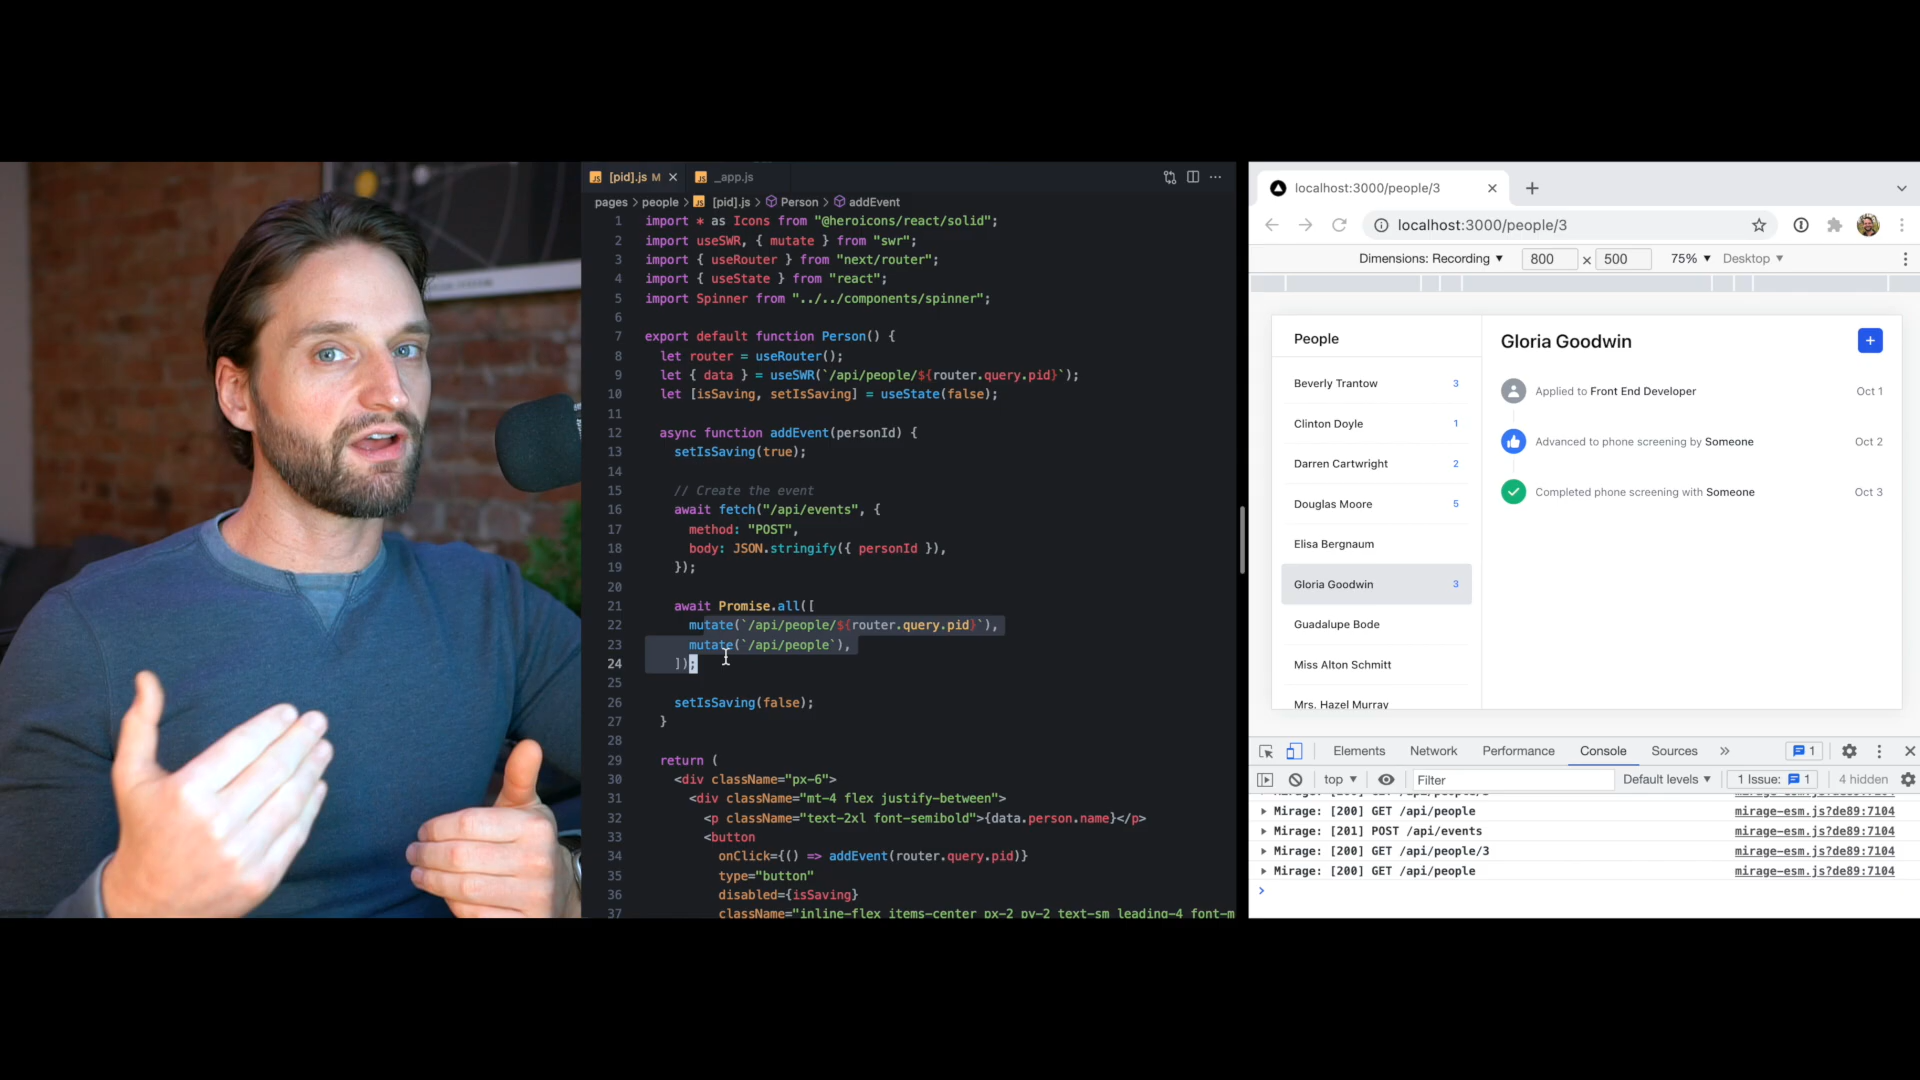 [pid].js M
_app.js
pages > people > [pid].js > Person > addEvent
1 import * as Icons from "@heroicons/react/solid";
2 import useSWR, { mutate } from "swr";
3 import { useRouter } from "next/router";
4 import { useState } from "react";
5 import Spinner from "../../components/spinner";
6
7 export default function Person() {
8 let router = useRouter();
9 let { data } = useSWR(`/api/people/${router.query.pid}`);
10 let [isSaving, setIsSaving] = useState(false);
11
12 async function addEvent(personId) {
13 setIsSaving(true);
14
15 // Create the event
16 await fetch("/api/events", {
17 method: "POST",
18 body: JSON.stringify({ personId }),
19 });
20
21 await Promise.all([
22 mutate(`/api/people/${router.query.pid}`),
23 mutate(`/api/people`),
24 ]);
25
26 setIsSaving(false);
27 }
28
29 return (
30 <div className="px-6">
31 <div className="mt-4 flex justify-between">
32 <p className="text-2xl font-semibold">{data.person.name}</p>
33 <button
34 onClick={() => addEvent(router.query.pid)}
35 type="button"
36 disabled={isSaving}
37 className="inline-flex items-center px-2 py-2 text-sm leading-4 font-m
localhost:3000/people/3
localhost:3000/people/3
Dimensions: Recording 800 × 500 75% Desktop
People
Beverly Trantow 3
Clinton Doyle 1
Darren Cartwright 2
Douglas Moore 5
Elisa Bergnaum
Gloria Goodwin 3
Guadalupe Bode
Miss Alton Schmitt
Mrs. Hazel Murray
Gloria Goodwin +
Applied to Front End Developer Oct 1
Advanced to phone screening by Someone Oct 2
Completed phone screening with Someone Oct 3
Elements Network Performance Console Sources » 1
top Filter Default levels 1 Issue: 1 4 hidden
Mirage: [200] GET /api/people mirage-esm.js?de89:7104
Mirage: [201] POST /api/events mirage-esm.js?de89:7104
Mirage: [200] GET /api/people/3 mirage-esm.js?de89:7104
Mirage: [200] GET /api/people mirage-esm.js?de89:7104